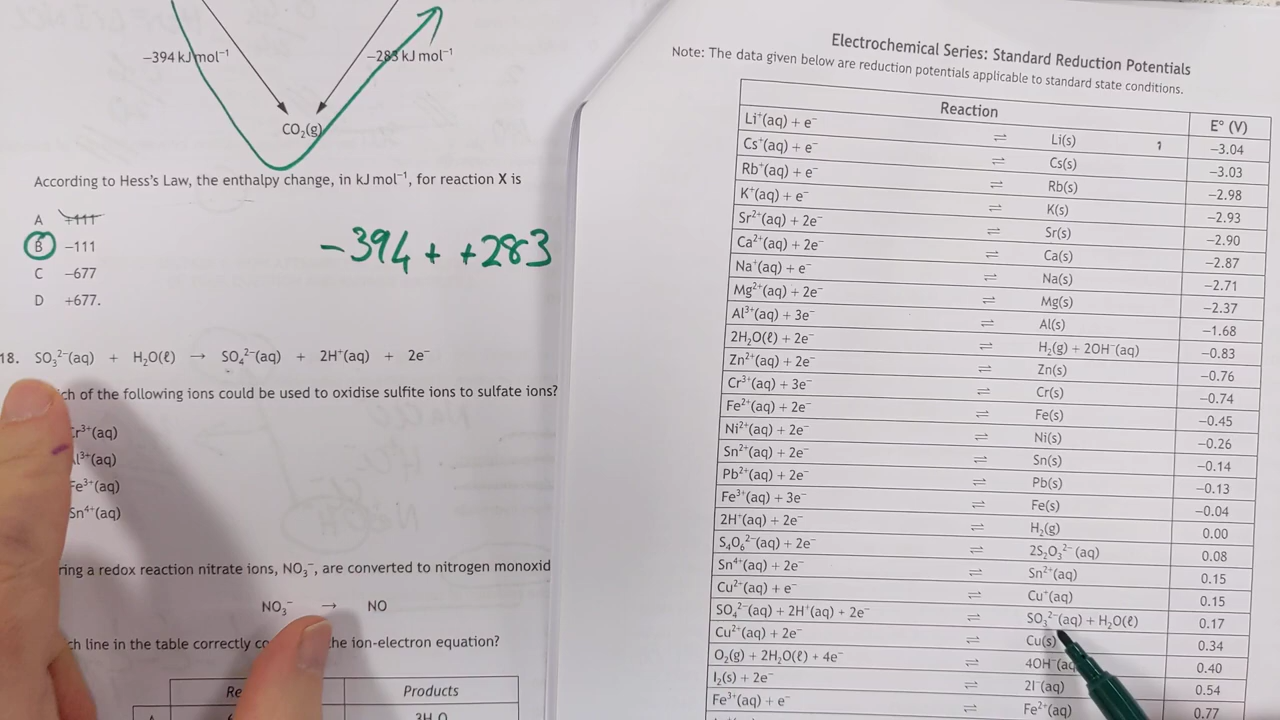 −394 kJ mol⁻¹
−283 kJ mol⁻¹
CO₂(g)
According to Hess's Law, the enthalpy change, in kJ mol⁻¹, for reaction X is
A +111
B −111
C −677
D +677.
−394 + +283
18. SO₃²⁻(aq) + H₂O(ℓ) → SO₄²⁻(aq) + 2H⁺(aq) + 2e⁻
ch of the following ions could be used to oxidise sulfite ions to sulfate ions?
r³⁺(aq)
l³⁺(aq)
Fe³⁺(aq)
Sn⁴⁺(aq)
ring a redox reaction nitrate ions, NO₃⁻, are converted to nitrogen monoxid
NO₃⁻ → NO
ch line in the table correctly co the ion-electron equation?
Re Products
3H O
Electrochemical Series: Standard Reduction Potentials
Note: The data given below are reduction potentials applicable to standard state conditions.
Reaction E° (V)
Li⁺(aq) + e⁻ ⇌ Li(s) −3.04
Cs⁺(aq) + e⁻ ⇌ Cs(s) −3.03
Rb⁺(aq) + e⁻ ⇌ Rb(s) −2.98
K⁺(aq) + e⁻ ⇌ K(s) −2.93
Sr²⁺(aq) + 2e⁻ ⇌ Sr(s) −2.90
Ca²⁺(aq) + 2e⁻ ⇌ Ca(s) −2.87
Na⁺(aq) + e⁻ ⇌ Na(s) −2.71
Mg²⁺(aq) + 2e⁻ ⇌ Mg(s) −2.37
Al³⁺(aq) + 3e⁻ ⇌ Al(s) −1.68
2H₂O(ℓ) + 2e⁻ ⇌ H₂(g) + 2OH⁻(aq) −0.83
Zn²⁺(aq) + 2e⁻ ⇌ Zn(s) −0.76
Cr³⁺(aq) + 3e⁻ ⇌ Cr(s) −0.74
Fe²⁺(aq) + 2e⁻ ⇌ Fe(s) −0.45
Ni²⁺(aq) + 2e⁻ ⇌ Ni(s) −0.26
Sn²⁺(aq) + 2e⁻ ⇌ Sn(s) −0.14
Pb²⁺(aq) + 2e⁻ ⇌ Pb(s) −0.13
Fe³⁺(aq) + 3e⁻ ⇌ Fe(s) −0.04
2H⁺(aq) + 2e⁻ ⇌ H₂(g) 0.00
S₄O₆²⁻(aq) + 2e⁻ ⇌ 2S₂O₃²⁻(aq) 0.08
Sn⁴⁺(aq) + 2e⁻ ⇌ Sn²⁺(aq) 0.15
Cu²⁺(aq) + e⁻ ⇌ Cu⁺(aq) 0.15
SO₄²⁻(aq) + 2H⁺(aq) + 2e⁻ ⇌ SO₃²⁻(aq) + H₂O(ℓ) 0.17
Cu²⁺(aq) + 2e⁻ ⇌ Cu(s) 0.34
O₂(g) + 2H₂O(ℓ) + 4e⁻ ⇌ 4OH⁻(aq 0.40
I₂(s) + 2e⁻ ⇌ 2I⁻(aq) 0.54
Fe³⁺(aq) + e⁻ ⇌ Fe²⁺(aq) 0.77